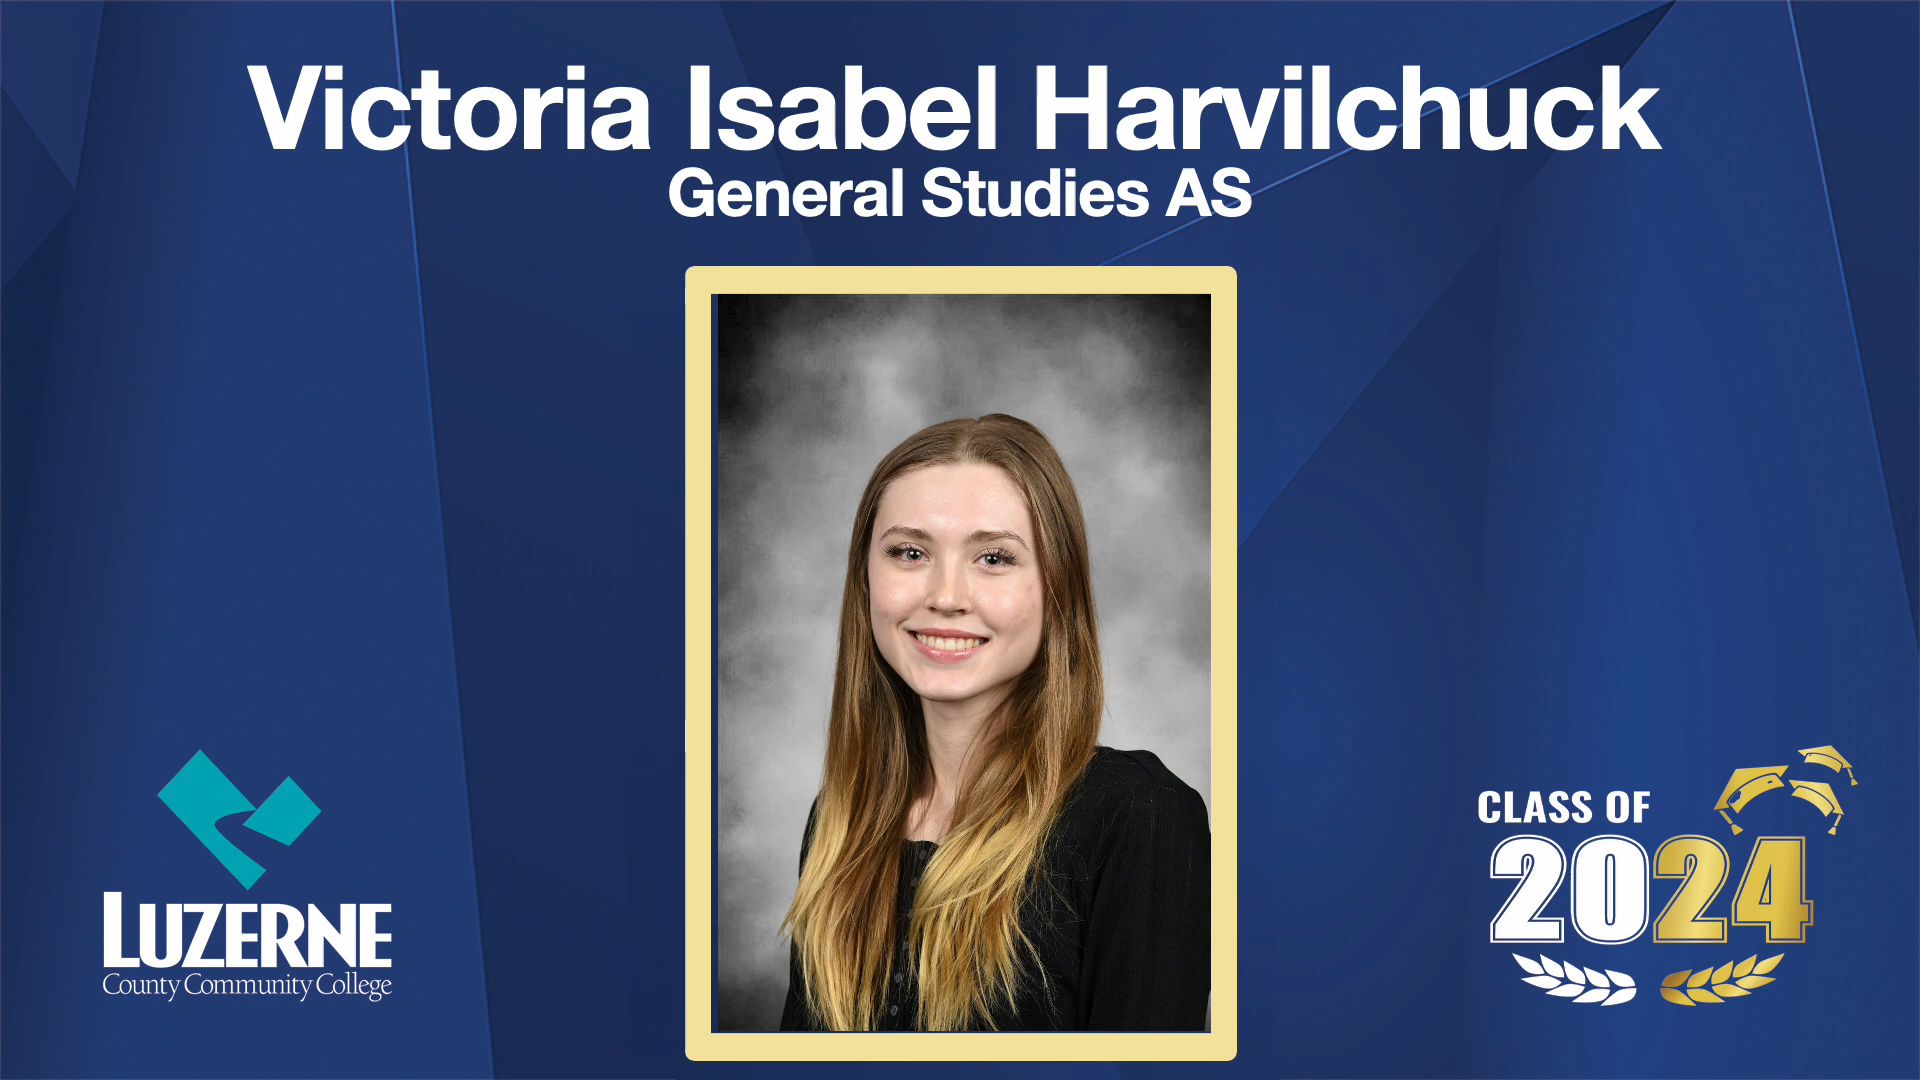 Victoria Isabel Harvilchuck
General Studies AS
LUZERNE
County Community College
CLASS OF
2024